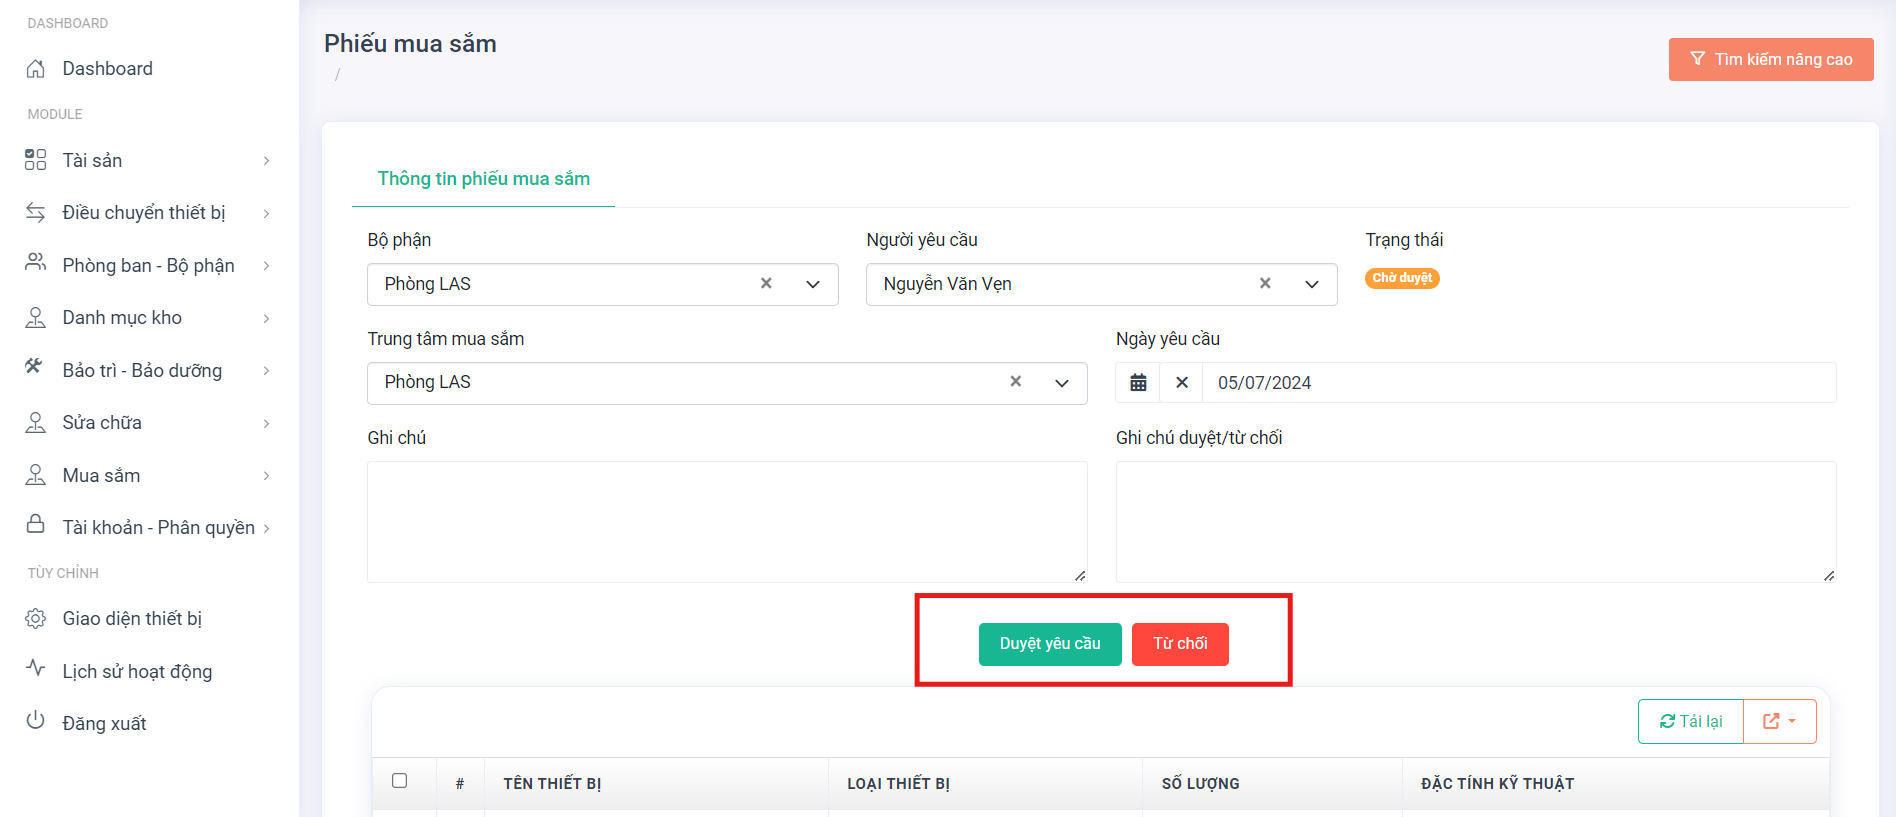 DASHBOARD
Dashboard
MODULE
Tài sản
Điều chuyển thiết bị
Phòng ban - Bộ phận
Danh mục kho
Bảo trì - Bảo dưỡng
Sửa chữa
Mua sắm
Tài khoản - Phân quyền
TÙY CHỈNH
Giao diện thiết bị
Lịch sử hoạt động
Đăng xuất
Phiếu mua sắm
/
Tìm kiếm nâng cao
Thông tin phiếu mua sắm
Bộ phận
Người yêu cầu
Trạng thái
Phòng LAS
Nguyễn Văn Vẹn
Chờ duyệt
Trung tâm mua sắm
Ngày yêu cầu
Phòng LAS
05/07/2024
Ghi chú
Ghi chú duyệt/từ chối
Duyệt yêu cầu
Từ chối
Tải lại
# TÊN THIẾT BỊ LOẠI THIẾT BỊ SỐ LƯỢNG ĐẶC TÍNH KỸ THUẬT